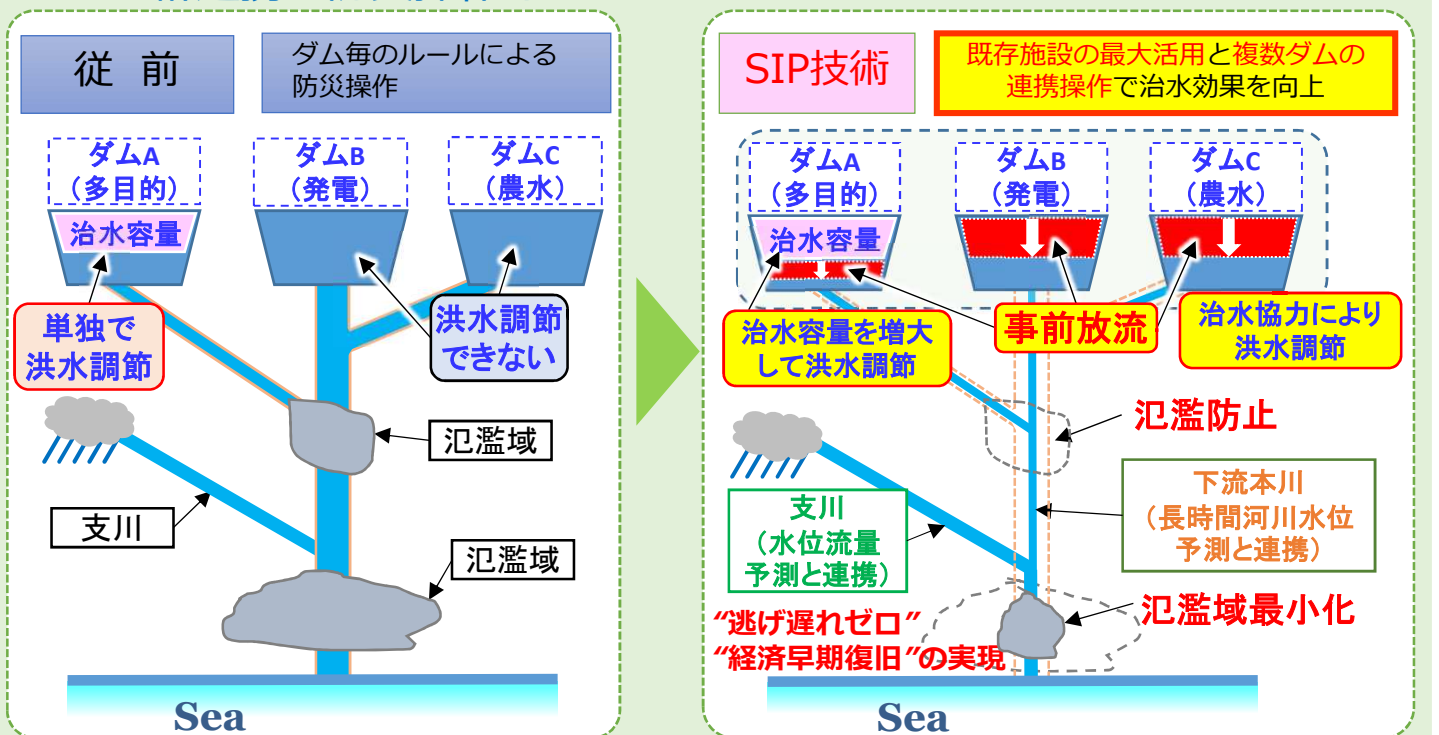 従 前
ダム毎のルールによる
防災操作
ダムA
(多目的)
ダムB
(発電)
ダムC
(農水)
治水容量
単独で
洪水調節
洪水調節
できない
氾濫域
支川
氾濫域
Sea
SIP技術
既存施設の最大活用と複数ダムの
連携操作で治水効果を向上
ダムA
(多目的)
ダムB
(発電)
ダムC
(農水)
治水容量
治水容量を増大
して洪水調節
事前放流
治水協力により
洪水調節
氾濫防止
支川
(水位流量
予測と連携)
下流本川
(長時間河川水位
予測と連携)
氾濫域最小化
“逃げ遅れゼロ”
“経済早期復旧”の実現
Sea